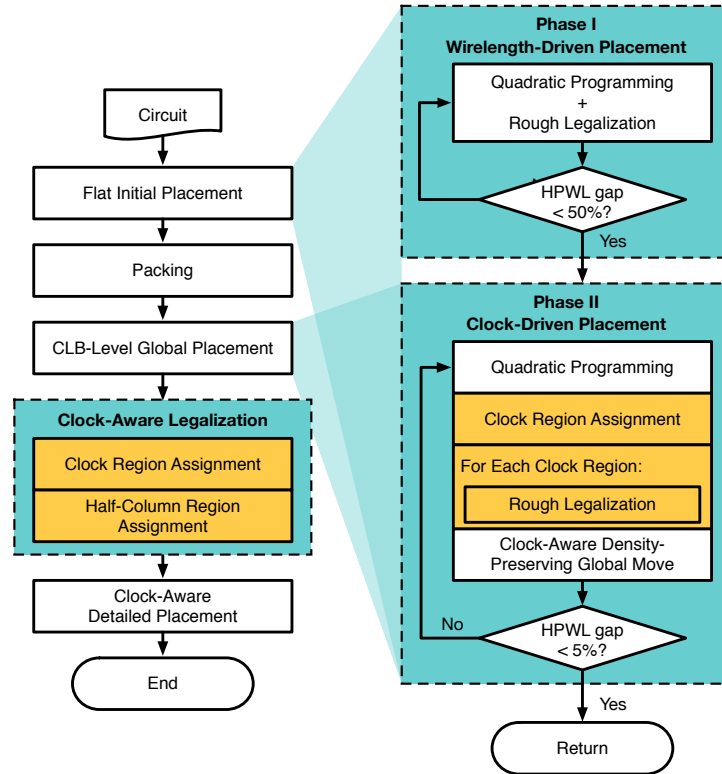 Circuit
Flat Initial Placement
Packing
CLB-Level Global Placement
Clock-Aware Legalization
Clock Region Assignment
Half-Column Region
Assignment
Clock-Aware
Detailed Placement
End
Phase I
Wirelength-Driven Placement
Quadratic Programming
+
Rough Legalization
HPWL gap
< 50%?
Yes
Phase II
Clock-Driven Placement
Quadratic Programming
Clock Region Assignment
For Each Clock Region:
Rough Legalization
Clock-Aware Density-
Preserving Global Move
No
HPWL gap
< 5%?
Yes
Return